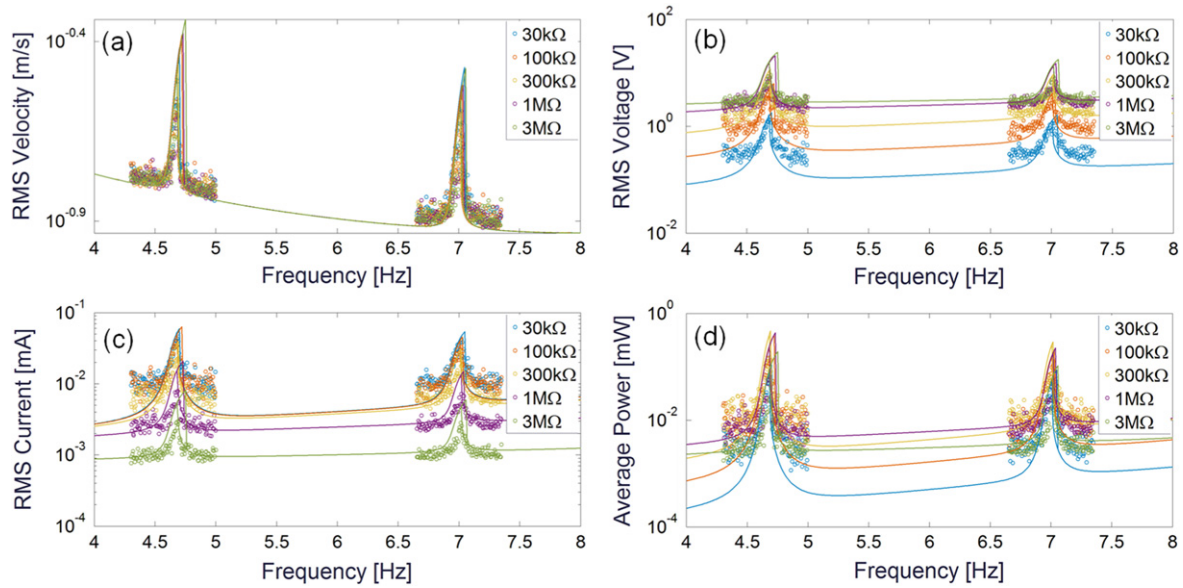 (a)
RMS Velocity [m/s]
10^-0.4
10^-0.9
30kΩ
100kΩ
300kΩ
1MΩ
3MΩ
4 4.5 5 5.5 6 6.5 7 7.5 8
Frequency [Hz]
(b)
RMS Voltage [V]
10^2
10^0
10^-2
30kΩ
100kΩ
300kΩ
1MΩ
3MΩ
4 4.5 5 5.5 6 6.5 7 7.5 8
Frequency [Hz]
(c)
RMS Current [mA]
10^-1
10^-2
10^-3
10^-4
30kΩ
100kΩ
300kΩ
1MΩ
3MΩ
4 4.5 5 5.5 6 6.5 7 7.5 8
Frequency [Hz]
(d)
Average Power [mW]
10^0
10^-2
10^-4
30kΩ
100kΩ
300kΩ
1MΩ
3MΩ
4 4.5 5 5.5 6 6.5 7 7.5 8
Frequency [Hz]